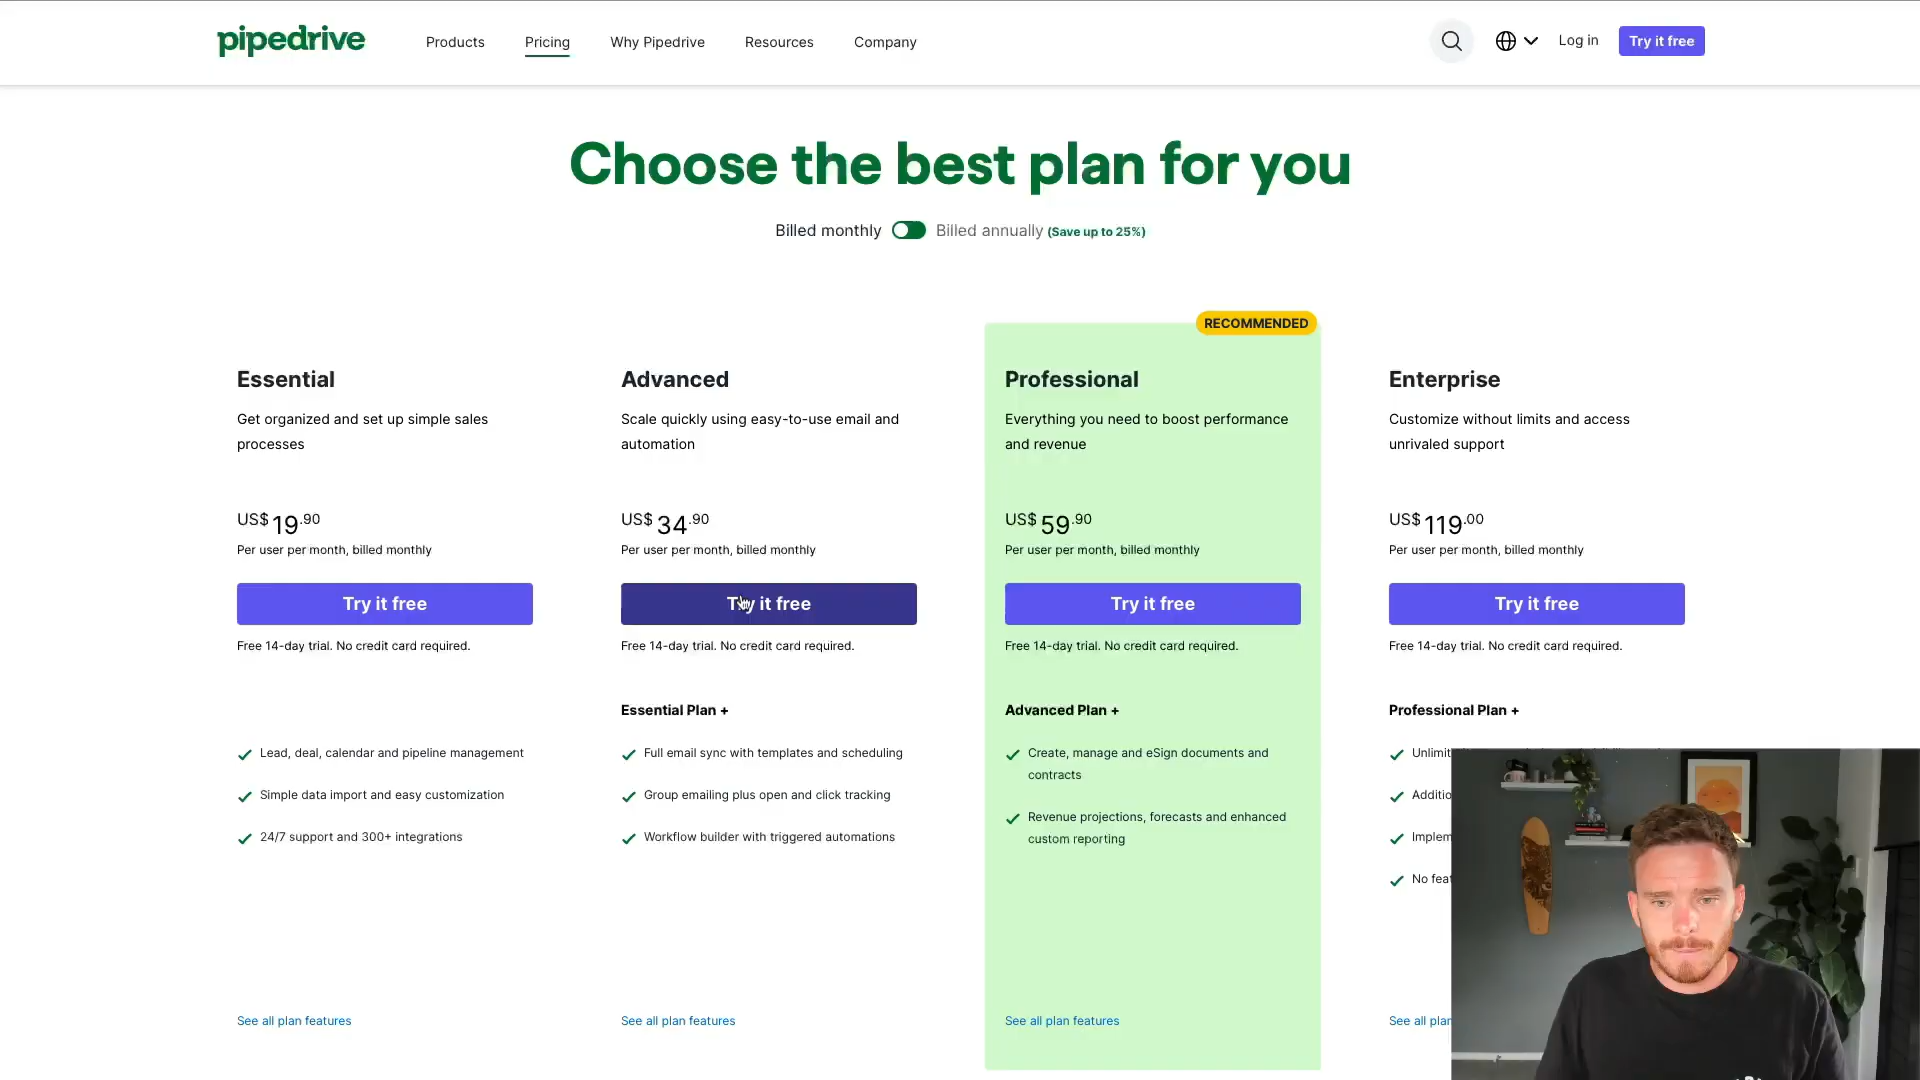 pipedrive
Products
Pricing
Why Pipedrive
Resources
Company
Log in
Try it free
Choose the best plan for you
Billed monthly
Billed annually (Save up to 25%)
RECOMMENDED
Essential
Get organized and set up simple sales
processes
US$ 19.90
Per user per month, billed monthly
Try it free
Free 14-day trial. No credit card required.
Lead, deal, calendar and pipeline management
Simple data import and easy customization
24/7 support and 300+ integrations
See all plan features
Advanced
Scale quickly using easy-to-use email and
automation
US$ 34.90
Per user per month, billed monthly
Try it free
Free 14-day trial. No credit card required.
Essential Plan +
Full email sync with templates and scheduling
Group emailing plus open and click tracking
Workflow builder with triggered automations
See all plan features
Professional
Everything you need to boost performance
and revenue
US$ 59.90
Per user per month, billed monthly
Try it free
Free 14-day trial. No credit card required.
Advanced Plan +
Create, manage and eSign documents and
contracts
Revenue projections, forecasts and enhanced
custom reporting
See all plan features
Enterprise
Customize without limits and access
unrivaled support
US$ 119.00
Per user per month, billed monthly
Try it free
Free 14-day trial. No credit card required.
Professional Plan +
No
See all